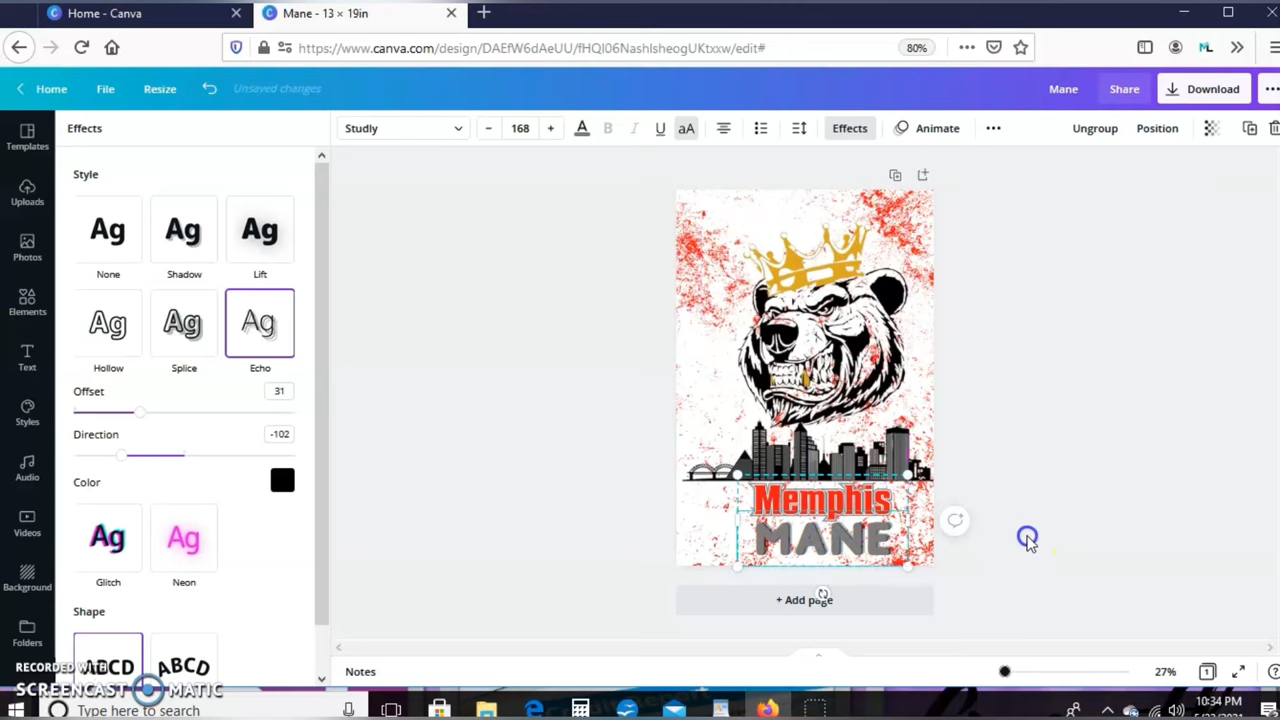 Home - Canva
Mane - 13 × 19in
https://www.canva.com/design/DAEfW6dAeUU/fHQl06NashlsheogUKtxxw/edit#
80%
ML
Home
File
Resize
Unsaved changes
Mane
Share
Download
Effects
Studly
168
A
B
I
U
aA
Effects
Animate
Ungroup
Position
Templates
Uploads
Photos
Elements
Text
Styles
Audio
Videos
Background
Folders
Style
Ag
Ag
Ag
None
Shadow
Lift
Ag
Ag
Ag
Hollow
Splice
Echo
Offset
31
Direction
-102
Color
Ag
Ag
Glitch
Neon
Shape
ABCD
ABCD
Memphis
MANE
+ Add page
Notes
27%
1
RECORDED WITH
SCREENCAST MATIC
Type here to search
10:34 PM